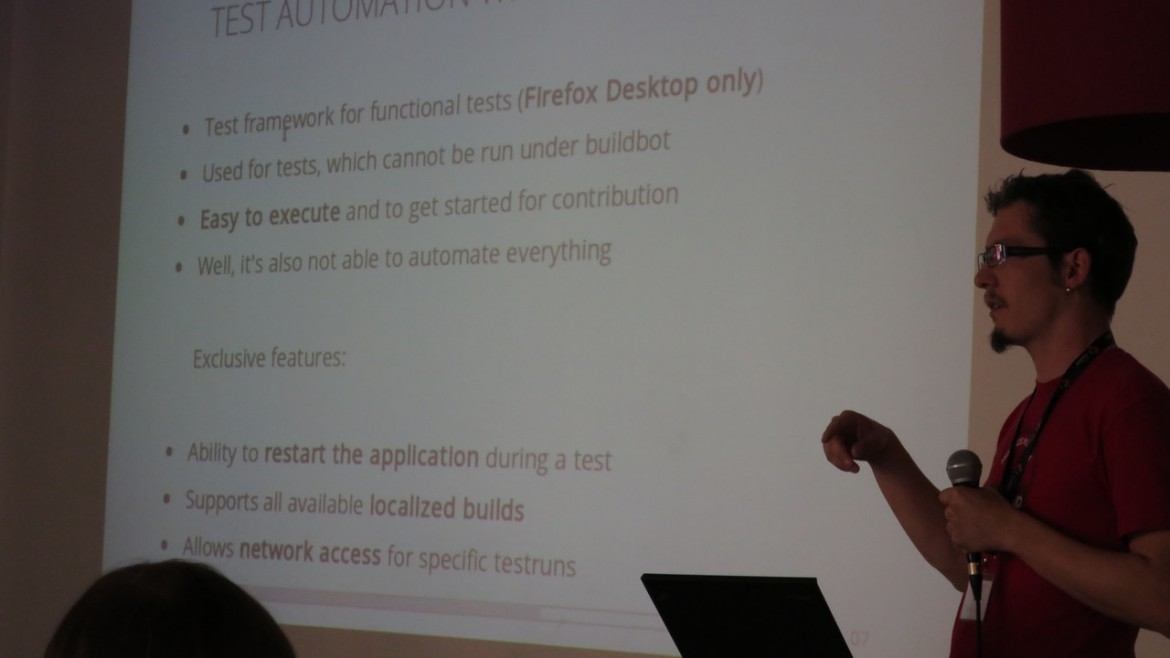 TEST AUTOMATION
Test framework for functional tests (Firefox Desktop only)
Used for tests, which cannot be run under buildbot
Easy to execute and to get started for contribution
Well, it's also not able to automate everything
Exclusive features:
Ability to restart the application during a test
Supports all available localized builds
Allows network access for specific testruns
07